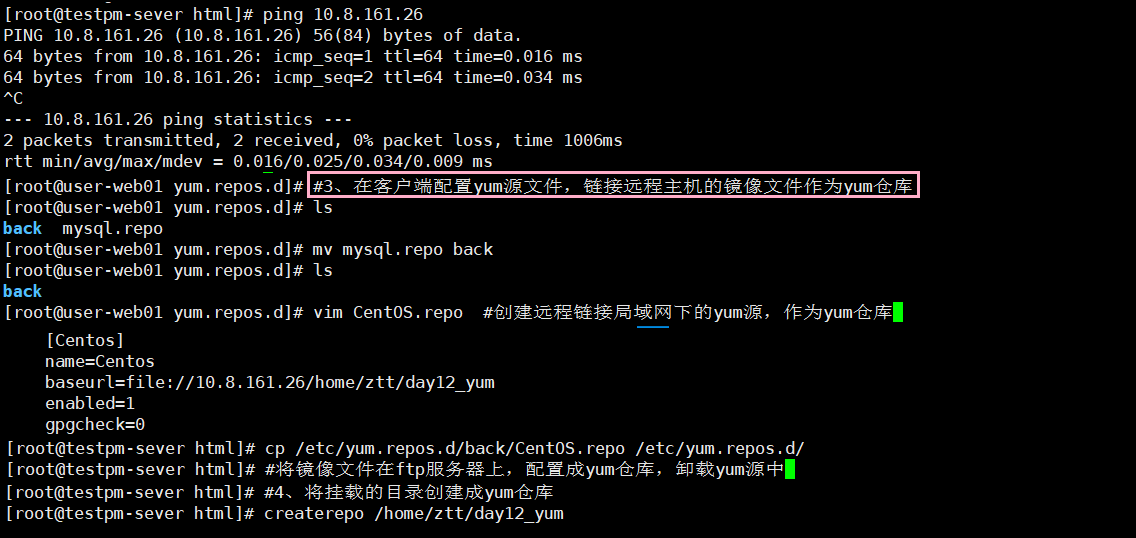 [root@testpm-sever html]# ping 10.8.161.26
PING 10.8.161.26 (10.8.161.26) 56(84) bytes of data.
64 bytes from 10.8.161.26: icmp_seq=1 ttl=64 time=0.016 ms
64 bytes from 10.8.161.26: icmp_seq=2 ttl=64 time=0.034 ms
^C
--- 10.8.161.26 ping statistics ---
2 packets transmitted, 2 received, 0% packet loss, time 1006ms
rtt min/avg/max/mdev = 0.016/0.025/0.034/0.009 ms
[root@user-web01 yum.repos.d]# #3、在客户端配置yum源文件，链接远程主机的镜像文件作为yum仓库
[root@user-web01 yum.repos.d]# ls
back  mysql.repo
[root@user-web01 yum.repos.d]# mv mysql.repo back
[root@user-web01 yum.repos.d]# ls
back
[root@user-web01 yum.repos.d]# vim CentOS.repo  #创建远程链接局域网下的yum源，作为yum仓库
[Centos]
name=Centos
baseurl=file://10.8.161.26/home/ztt/day12_yum
enabled=1
gpgcheck=0
[root@testpm-sever html]# cp /etc/yum.repos.d/back/CentOS.repo /etc/yum.repos.d/
[root@testpm-sever html]# #将镜像文件在ftp服务器上，配置成yum仓库，卸载yum源中
[root@testpm-sever html]# #4、将挂载的目录创建成yum仓库
[root@testpm-sever html]# createrepo /home/ztt/day12_yum